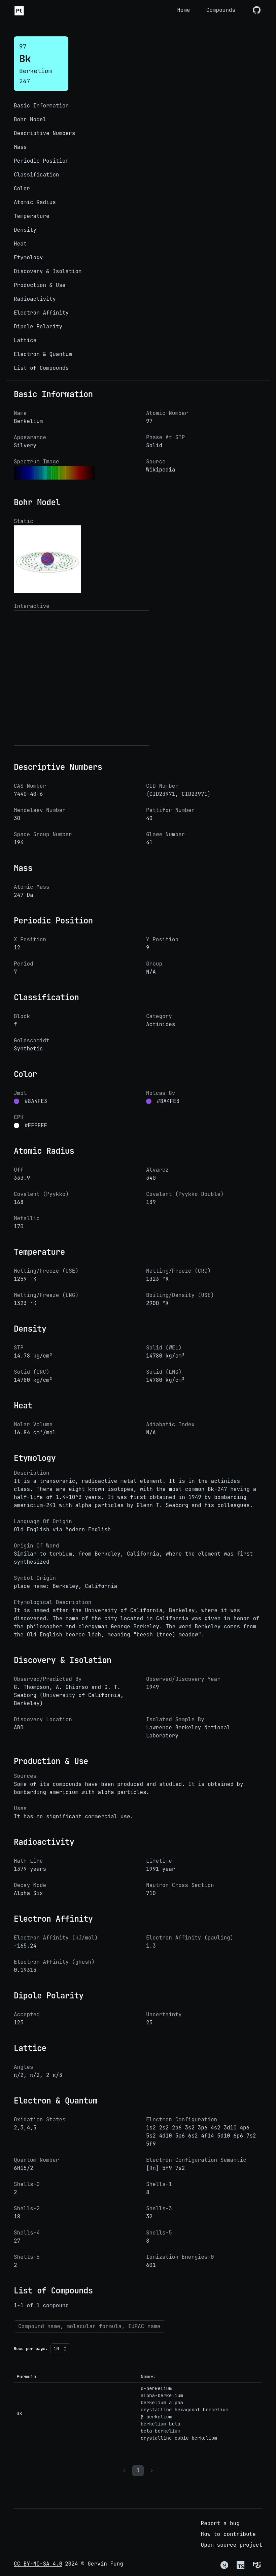 Pt
Home
Compounds
97
Bk
Berkelium
247
Basic Information
Bohr Model
Descriptive Numbers
Mass
Periodic Position
Classification
Color
Atomic Radius
Temperature
Density
Heat
Etymology
Discovery & Isolation
Production & Use
Radioactivity
Electron Affinity
Dipole Polarity
Lattice
Electron & Quantum
List of Compounds
Basic Information
Name
Berkelium
Atomic Number
97
Appearance
Silvery
Phase At STP
Solid
Spectrum Image
Source
Wikipedia
Bohr Model
Static
Interactive
Descriptive Numbers
CAS Number
7440-40-6
CID Number
{CID23971, CID23971}
Mendeleev Number
30
Pettifor Number
40
Space Group Number
194
Glawe Number
41
Mass
Atomic Mass
247 Da
Periodic Position
X Position
12
Y Position
9
Period
7
Group
N/A
Classification
Block
f
Category
Actinides
Goldschmidt
Synthetic
Color
Jmol
#8A4FE3
Molcas Gv
#8A4FE3
CPK
#FFFFFF
Atomic Radius
Uff
333.9
Alvarez
340
Covalent (Pyykko)
168
Covalent (Pyykko Double)
139
Metallic
170
Temperature
Melting/Freeze (USE)
1259 °K
Melting/Freeze (CRC)
1323 °K
Melting/Freeze (LNG)
1323 °K
Boiling/Density (USE)
2900 °K
Density
STP
14.78 kg/cm³
Solid (WEL)
14780 kg/cm³
Solid (CRC)
14780 kg/cm³
Solid (LNG)
14780 kg/cm³
Heat
Molar Volume
16.84 cm³/mol
Adiabatic Index
N/A
Etymology
Description
It is a transuranic, radioactive metal element. It is in the actinides
class. There are eight known isotopes, with the most common Bk-247 having a
half-life of 1.4×10^3 years. It was first obtained in 1949 by bombarding
americium-241 with alpha particles by Glenn T. Seaborg and his colleagues.
Language Of Origin
Old English via Modern English
Origin Of Word
Similar to terbium, from Berkeley, California, where the element was first
synthesized
Symbol Origin
place name: Berkeley, California
Etymological Description
It is named after the University of California, Berkeley, where it was
discovered. The name of the city located in California was given in honor of
the philosopher and clergyman George Berkeley. The word Berkeley comes from
the Old English beorce léah, meaning "beech (tree) meadow".
Discovery & Isolation
Observed/Predicted By
G. Thompson, A. Ghiorso and G. T.
Seaborg (University of California,
Berkeley)
Observed/Discovery Year
1949
Discovery Location
ABD
Isolated Sample By
Lawrence Berkeley National
Laboratory
Production & Use
Sources
Some of its compounds have been produced and studied. It is obtained by
bombarding americium with alpha particles.
Uses
It has no significant commercial use.
Radioactivity
Half Life
1379 years
Lifetime
1991 year
Decay Mode
Alpha Six
Neutron Cross Section
710
Electron Affinity
Electron Affinity (kJ/mol)
-165.24
Electron Affinity (pauling)
1.3
Electron Affinity (ghosh)
0.19315
Dipole Polarity
Accepted
125
Uncertainty
25
Lattice
Angles
π/2, π/2, 2 π/3
Electron & Quantum
Oxidation States
2,3,4,5
Electron Configuration
1s2 2s2 2p6 3s2 3p6 4s2 3d10 4p6
5s2 4d10 5p6 6s2 4f14 5d10 6p6 7s2
5f9
Quantum Number
6H15/2
Electron Configuration Semantic
[Rn] 5f9 7s2
Shells-0
2
Shells-1
8
Shells-2
18
Shells-3
32
Shells-4
27
Shells-5
8
Shells-6
2
Ionization Energies-0
601
List of Compounds
1-1 of 1 compound
Compound name, molecular formula, IUPAC name
Rows per page:
10
Formula
Names
Bk
α-berkelium
alpha-berkelium
berkelium alpha
crystalline hexagonal berkelium
β-berkelium
berkelium beta
beta-berkelium
crystalline cubic berkelium
‹ 1 ›
Report a bug
How to contribute
Open source project
CC BY-NC-SA 4.0 2024 © Gervin Fung
TS